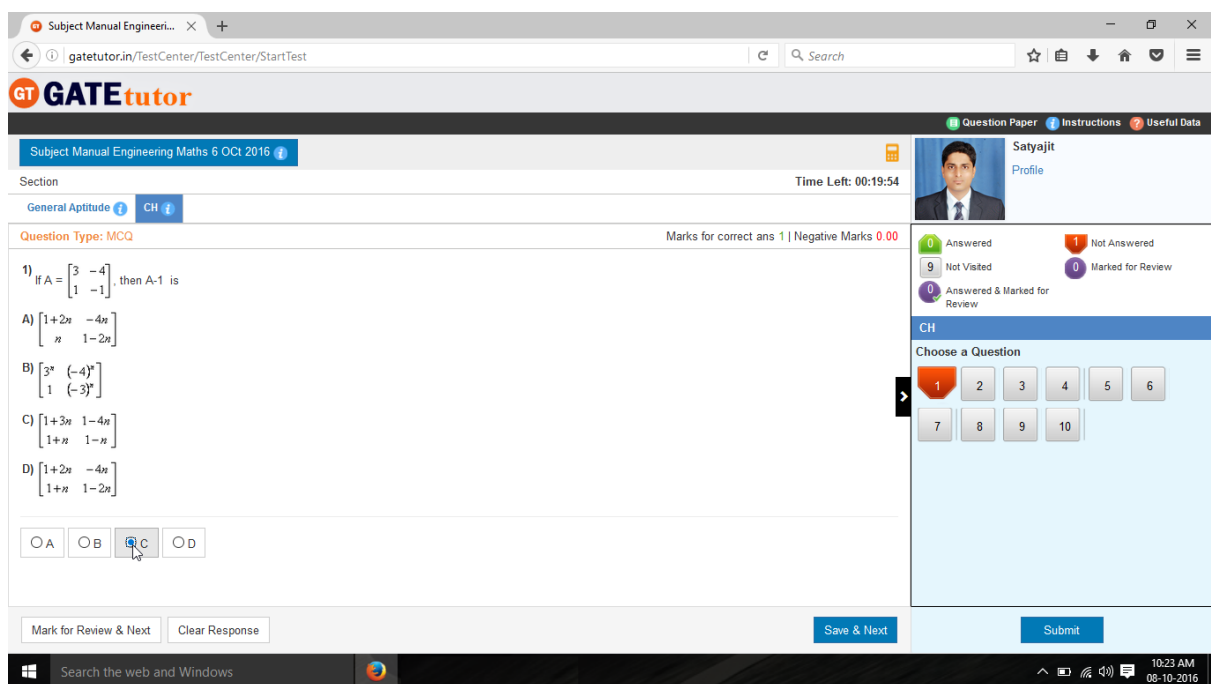 Subject Manual Engineeri...
gatetutor.in/TestCenter/TestCenter/StartTest
Search
GT GATEtutor
Question Paper Instructions Useful Data
Subject Manual Engineering Maths 6 OCt 2016
Satyajit
Profile
Section
Time Left: 00:19:54
General Aptitude CH
Question Type: MCQ
Marks for correct ans 1 | Negative Marks 0.00
0 Answered
1 Not Answered
9 Not Visited
0 Marked for Review
0 Answered & Marked for
Review
1) If A = [3 −4
1 −1], then A-1 is
A) [1+2n −4n
n 1−2n]
B) [3ⁿ (−4)ⁿ
1 (−3)ⁿ]
C) [1+3n 1−4n
1+n 1−n]
D) [1+2n −4n
1+n 1−2n]
A B C D
CH
Choose a Question
1 2 3 4 5 6
7 8 9 10
Mark for Review & Next Clear Response
Save & Next
Submit
Search the web and Windows
10:23 AM
08-10-2016